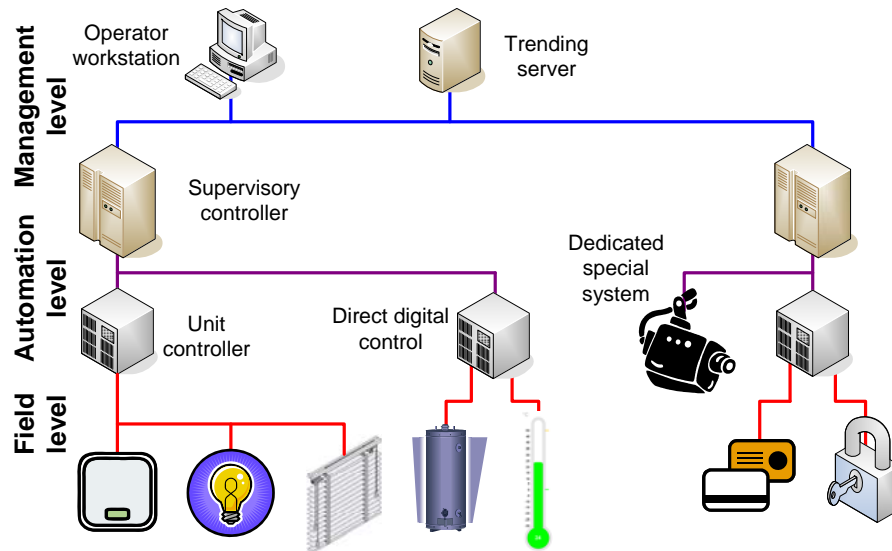 Operator
workstation
Trending
server
Management
level
Supervisory
controller
Automation
level
Dedicated
special
system
Unit
controller
Direct digital
control
Field
level